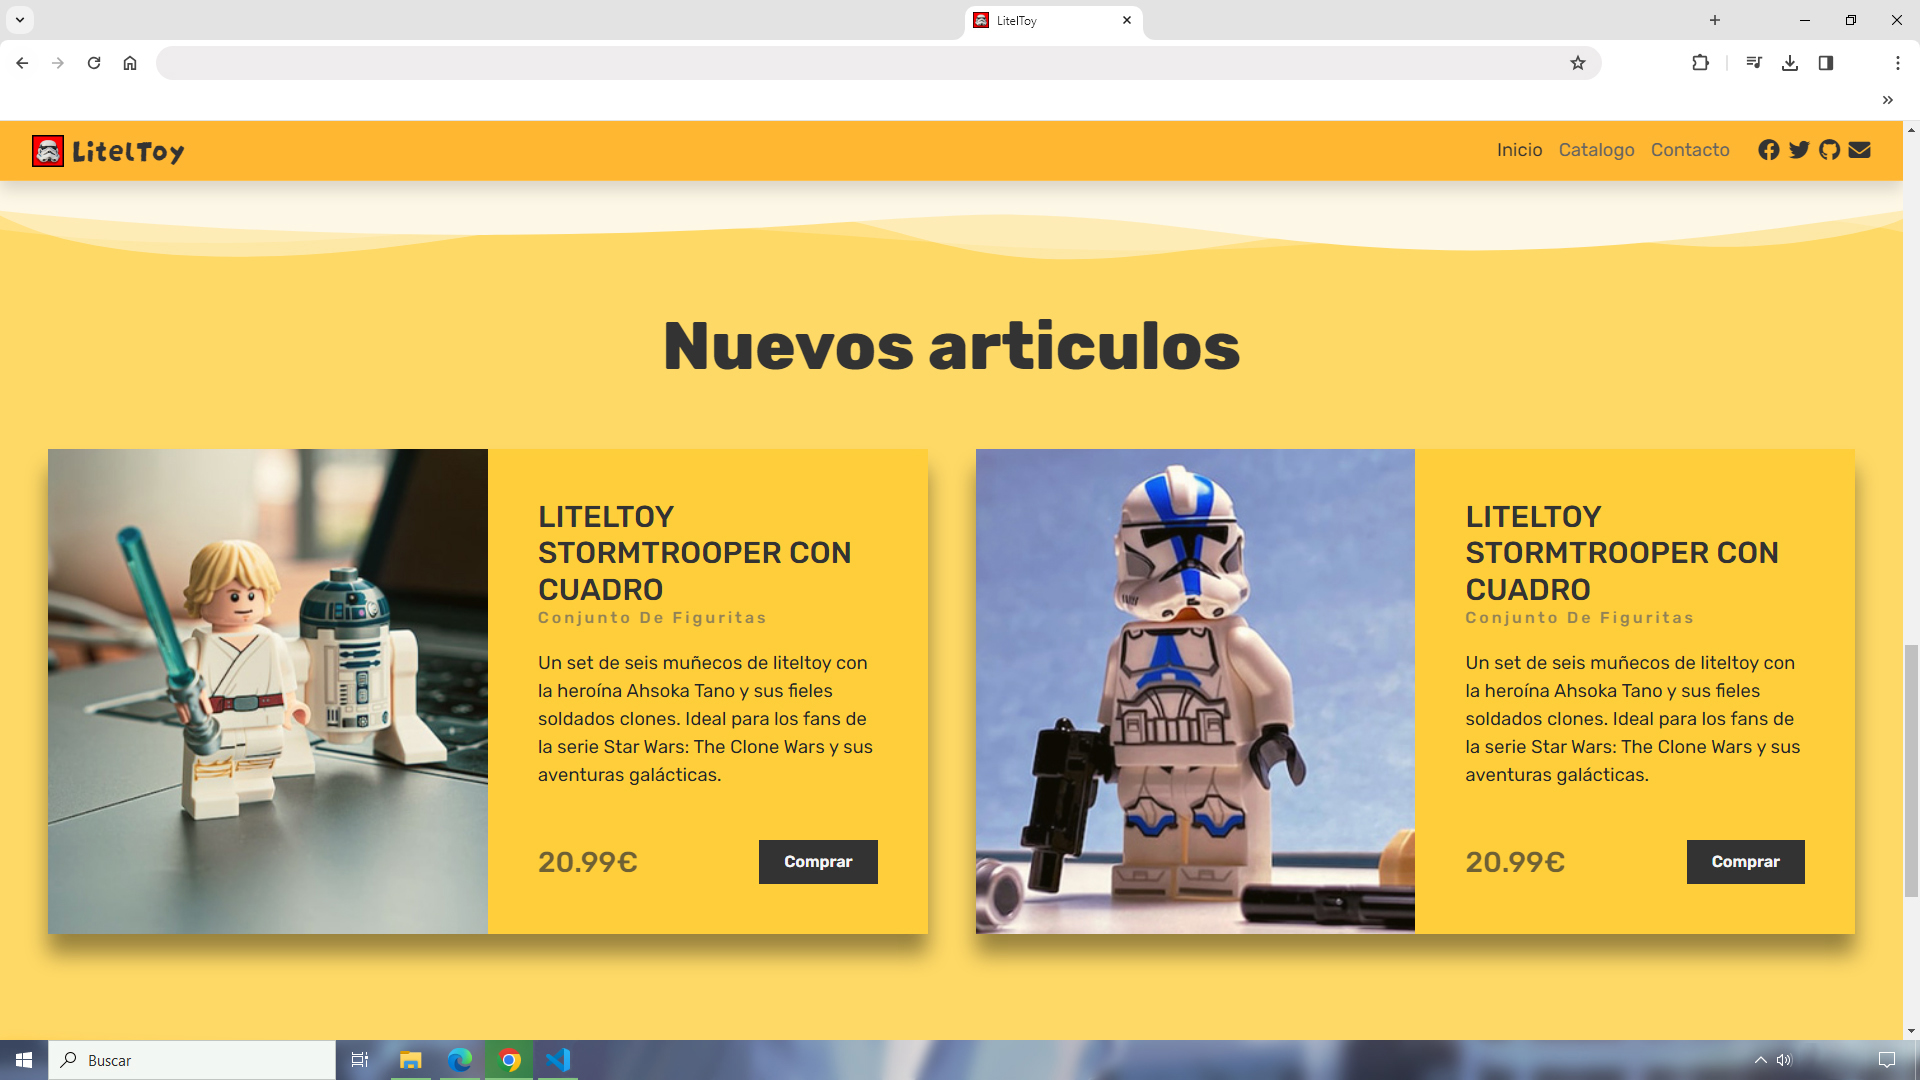 LitelToy
LitelToy
Inicio Catalogo Contacto
Nuevos articulos
LITELTOY
STORMTROOPER CON
CUADRO
Conjunto De Figuritas
Un set de seis muñecos de liteltoy con
la heroína Ahsoka Tano y sus fieles
soldados clones. Ideal para los fans de
la serie Star Wars: The Clone Wars y sus
aventuras galácticas.
20.99€ Comprar
LITELTOY
STORMTROOPER CON
CUADRO
Conjunto De Figuritas
Un set de seis muñecos de liteltoy con
la heroína Ahsoka Tano y sus fieles
soldados clones. Ideal para los fans de
la serie Star Wars: The Clone Wars y sus
aventuras galácticas.
20.99€ Comprar
Buscar